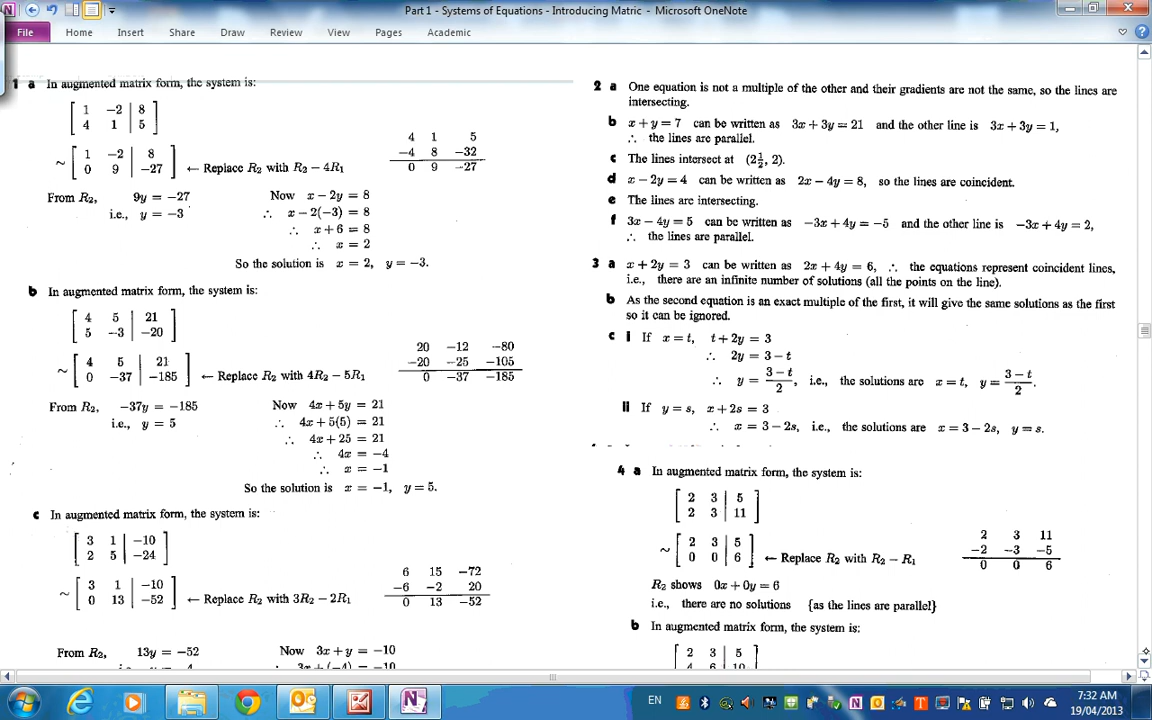 Part 1 - Systems of Equations - Introducing Matric - Microsoft OneNote
File Home Insert Share Draw Review View Pages Academic
1 a In augmented matrix form, the system is:
[ 1 −2 | 8 ]
[ 4 1 | 5 ]
~ [ 1 −2 | 8 ]
[ 0 9 | −27 ] ← Replace R₂ with R₂ − 4R₁
4 1 5
−4 8 −32
0 9 −27
From R₂, 9y = −27
i.e., y = −3
Now x − 2y = 8
∴ x − 2(−3) = 8
∴ x + 6 = 8
∴ x = 2
So the solution is x = 2, y = −3.
b In augmented matrix form, the system is:
[ 4 5 | 21 ]
[ 5 −3 | −20 ]
~ [ 4 5 | 21 ]
[ 0 −37 | −185 ] ← Replace R₂ with 4R₂ − 5R₁
20 −12 −80
−20 −25 −105
0 −37 −185
From R₂, −37y = −185
i.e., y = 5
Now 4x + 5y = 21
∴ 4x + 5(5) = 21
∴ 4x + 25 = 21
∴ 4x = −4
∴ x = −1
So the solution is x = −1, y = 5.
c In augmented matrix form, the system is:
[ 3 1 | −10 ]
[ 2 5 | −24 ]
~ [ 3 1 | −10 ]
[ 0 13 | −52 ] ← Replace R₂ with 3R₂ − 2R₁
6 15 −72
−6 −2 20
0 13 −52
From R₂, 13y = −52
Now 3x + y = −10
∴ 3x + (−4) = −10
2 a One equation is not a multiple of the other and their gradients are not the same, so the lines are
intersecting.
b x + y = 7 can be written as 3x + 3y = 21 and the other line is 3x + 3y = 1,
∴ the lines are parallel.
c The lines intersect at (2½, 2).
d x − 2y = 4 can be written as 2x − 4y = 8, so the lines are coincident.
e The lines are intersecting.
f 3x − 4y = 5 can be written as −3x + 4y = −5 and the other line is −3x + 4y = 2,
∴ the lines are parallel.
3 a x + 2y = 3 can be written as 2x + 4y = 6, ∴ the equations represent coincident lines,
i.e., there are an infinite number of solutions (all the points on the line).
b As the second equation is an exact multiple of the first, it will give the same solutions as the first
so it can be ignored.
c i If x = t, t + 2y = 3
∴ 2y = 3 − t
∴ y = (3 − t)/2, i.e., the solutions are x = t, y = (3 − t)/2.
ii If y = s, x + 2s = 3
∴ x = 3 − 2s, i.e., the solutions are x = 3 − 2s, y = s.
4 a In augmented matrix form, the system is:
[ 2 3 | 5 ]
[ 2 3 | 11 ]
~ [ 2 3 | 5 ]
[ 0 0 | 6 ] ← Replace R₂ with R₂ − R₁
2 3 11
−2 −3 −5
0 0 6
R₂ shows 0x + 0y = 6
i.e., there are no solutions {as the lines are parallel}
b In augmented matrix form, the system is:
[ 2 3 | 5 ]
[ 4 6 | 10 ]
EN
7:32 AM
19/04/2013